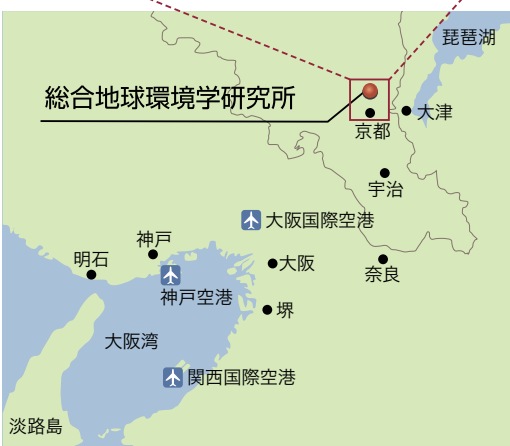 琵琶湖
総合地球環境学研究所
大津
京都
宇治
大阪国際空港
神戸
明石
大阪
奈良
神戸空港
堺
大阪湾
関西国際空港
淡路島